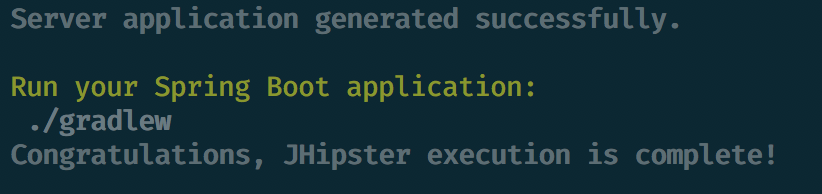 Server application generated successfully.
Run your Spring Boot application:
./gradlew
Congratulations, JHipster execution is complete!